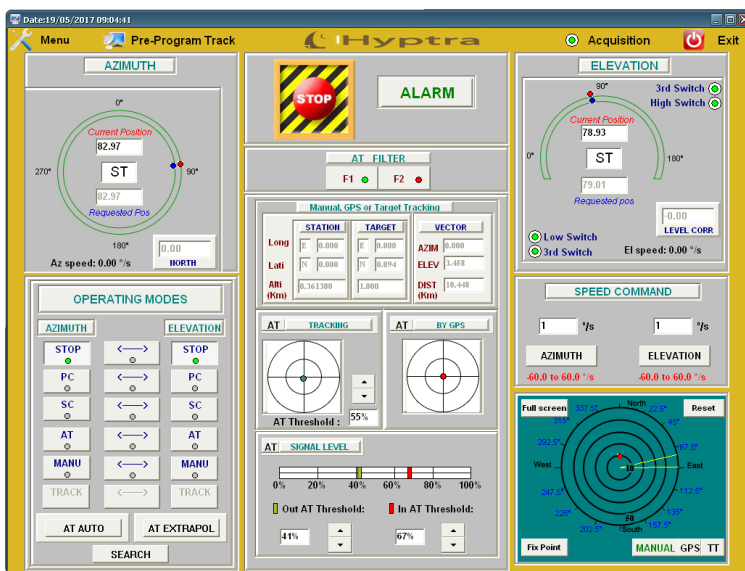 Date:19/05/2017 09:04:41
Menu
Pre-Program Track
Hyptra
Acquisition
Exit
AZIMUTH
0°
Current Position
82.97
270°
ST
90°
82.97
Requested Pos
180°
0.00
NORTH
Az speed: 0.00 °/s
STOP
ALARM
AT FILTER
F1
F2
ELEVATION
90°
3rd Switch
High Switch
Current Position
78.93
0°
ST
180°
79.01
Requested pos
-0.00
LEVEL CORR
Low Switch
3rd Switch
El speed: 0.00 °/s
OPERATING MODES
AZIMUTH
ELEVATION
STOP <---> STOP
PC <---> PC
SC <---> SC
AT <---> AT
MANU <---> MANU
TRACK <---> TRACK
AT AUTO
AT EXTRAPOL
SEARCH
Manual, GPS or Target Tracking
STATION TARGET VECTOR
Long E 0.000 E 0.000 AZIM 0.000
Lati N 0.000 N 0.094 ELEV 3.458
Alti (Km) 0.361300 1.000 DIST (Km) 10.448
AT TRACKING
AT BY GPS
AT Threshold : 55%
AT SIGNAL LEVEL
0% 20% 40% 60% 80% 100%
Out AT Threshold:
In AT Threshold:
41%
67%
SPEED COMMAND
1 °/s
1 °/s
AZIMUTH
ELEVATION
-60.0 to 60.0 °/s
-60.0 to 60.0 °/s
Full screen
Reset
North
337.5°
22.5°
315°
45°
292.5°
67.5°
West
10
East
247.5°
112.5°
225°
50
135°
202.5°
South
157.5°
Fix Point
MANUAL GPS TT